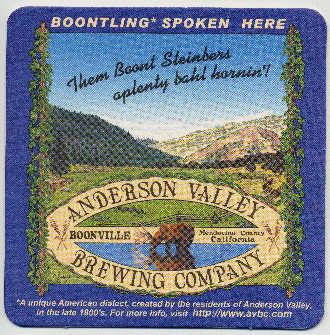 BOONTLING* SPOKEN HERE
Them Boont Steinbers
aplenty bahl hornin'!
ANDERSON VALLEY
BOONVILLE
Mendocino County
California
BREWING COMPANY
*A unique American dialect, created by the residents of Anderson Valley,
in the late 1800's. For more info, visit http://www.avbc.com